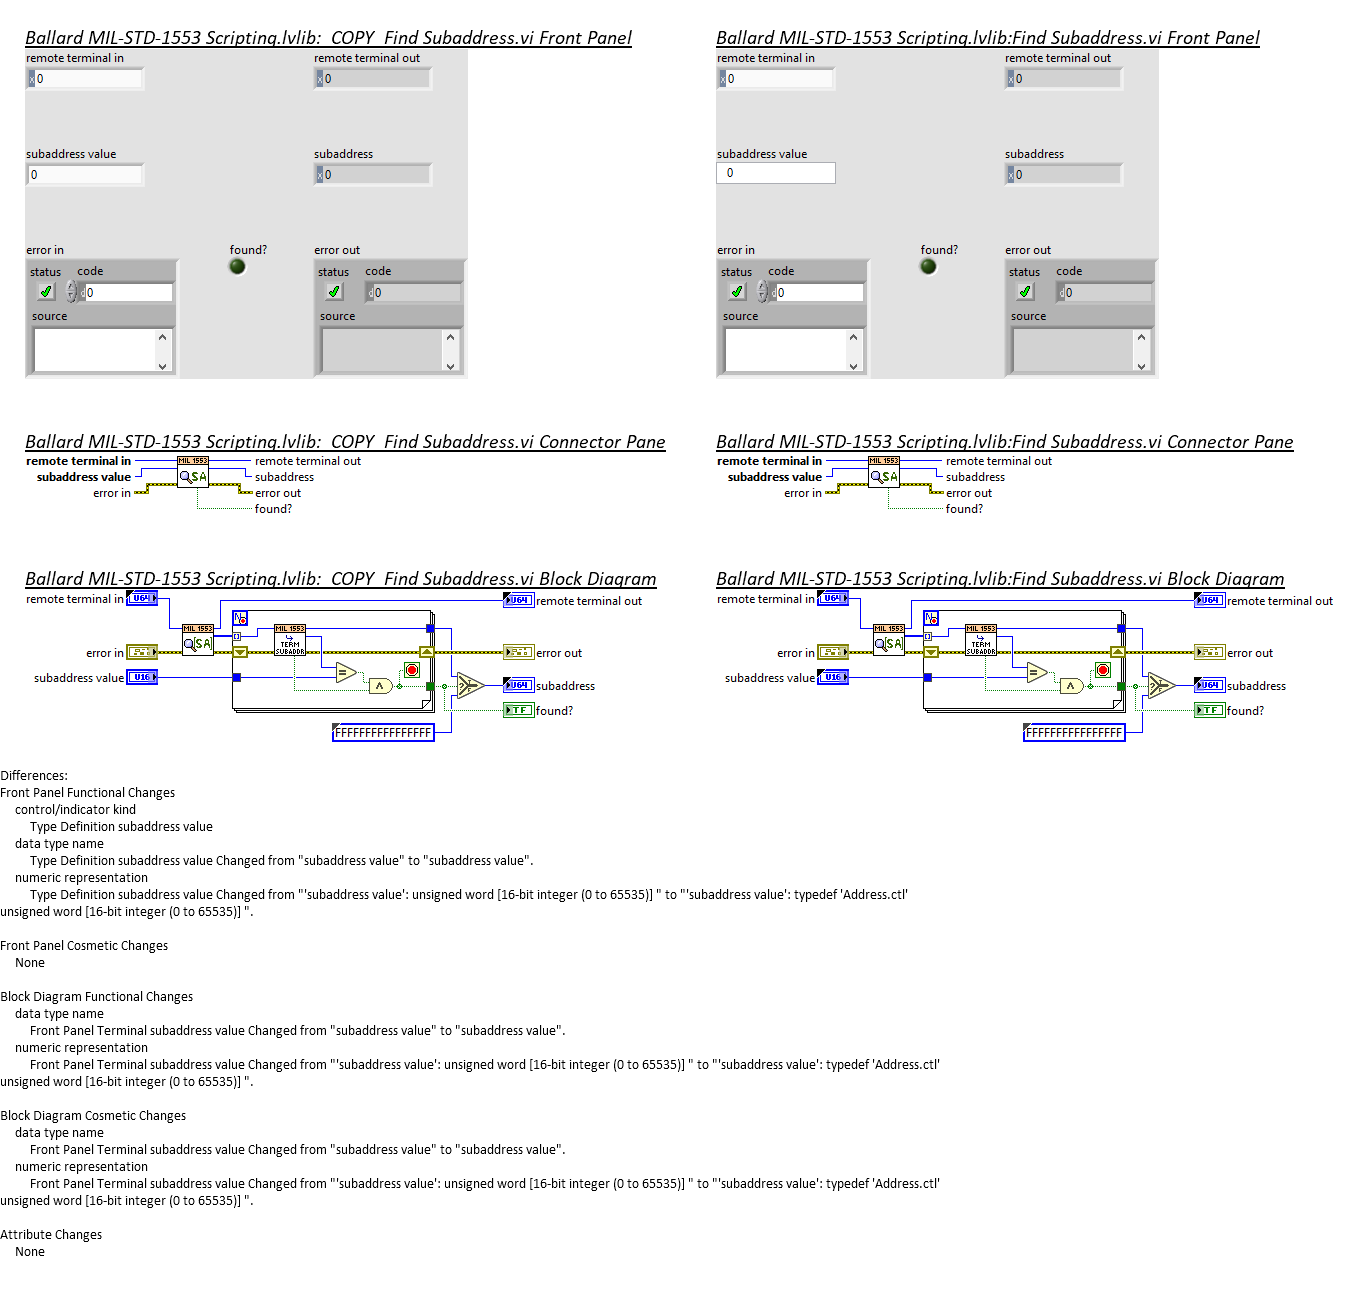 Ballard MIL-STD-1553 Scripting.lvlib:_COPY_Find Subaddress.vi Front Panel
remote terminal in
remote terminal out
x 0
x 0
subaddress value
subaddress
0
x 0
error in
found?
error out
status
code
status
code
d 0
d 0
source
source
Ballard MIL-STD-1553 Scripting.lvlib:Find Subaddress.vi Front Panel
remote terminal in
remote terminal out
x 0
x 0
subaddress value
subaddress
0
x 0
error in
found?
error out
status
code
status
code
d 0
d 0
source
source
Ballard MIL-STD-1553 Scripting.lvlib:_COPY_Find Subaddress.vi Connector Pane
remote terminal in
MIL 1553
remote terminal out
subaddress value
SA
subaddress
error in
error out
found?
Ballard MIL-STD-1553 Scripting.lvlib:Find Subaddress.vi Connector Pane
remote terminal in
MIL 1553
remote terminal out
subaddress value
SA
subaddress
error in
error out
found?
Ballard MIL-STD-1553 Scripting.lvlib:_COPY_Find Subaddress.vi Block Diagram
remote terminal in
U64
U64
remote terminal out
N
MIL 1553
[SA]
MIL 1553
TERM
SUBADDR
error in
error out
subaddress value
U16
U64
subaddress
TF
found?
FFFFFFFFFFFFFFFF
Ballard MIL-STD-1553 Scripting.lvlib:Find Subaddress.vi Block Diagram
remote terminal in
U64
U64
remote terminal out
N
MIL 1553
[SA]
MIL 1553
TERM
SUBADDR
error in
error out
subaddress value
U16
U64
subaddress
TF
found?
FFFFFFFFFFFFFFFF
Differences:
Front Panel Functional Changes
control/indicator kind
Type Definition subaddress value
data type name
Type Definition subaddress value Changed from "subaddress value" to "subaddress value".
numeric representation
Type Definition subaddress value Changed from "'subaddress value': unsigned word [16-bit integer (0 to 65535)] " to "'subaddress value': typedef 'Address.ctl'
unsigned word [16-bit integer (0 to 65535)] ".
Front Panel Cosmetic Changes
None
Block Diagram Functional Changes
data type name
Front Panel Terminal subaddress value Changed from "subaddress value" to "subaddress value".
numeric representation
Front Panel Terminal subaddress value Changed from "'subaddress value': unsigned word [16-bit integer (0 to 65535)] " to "'subaddress value': typedef 'Address.ctl'
unsigned word [16-bit integer (0 to 65535)] ".
Block Diagram Cosmetic Changes
data type name
Front Panel Terminal subaddress value Changed from "subaddress value" to "subaddress value".
numeric representation
Front Panel Terminal subaddress value Changed from "'subaddress value': unsigned word [16-bit integer (0 to 65535)] " to "'subaddress value': typedef 'Address.ctl'
unsigned word [16-bit integer (0 to 65535)] ".
Attribute Changes
None